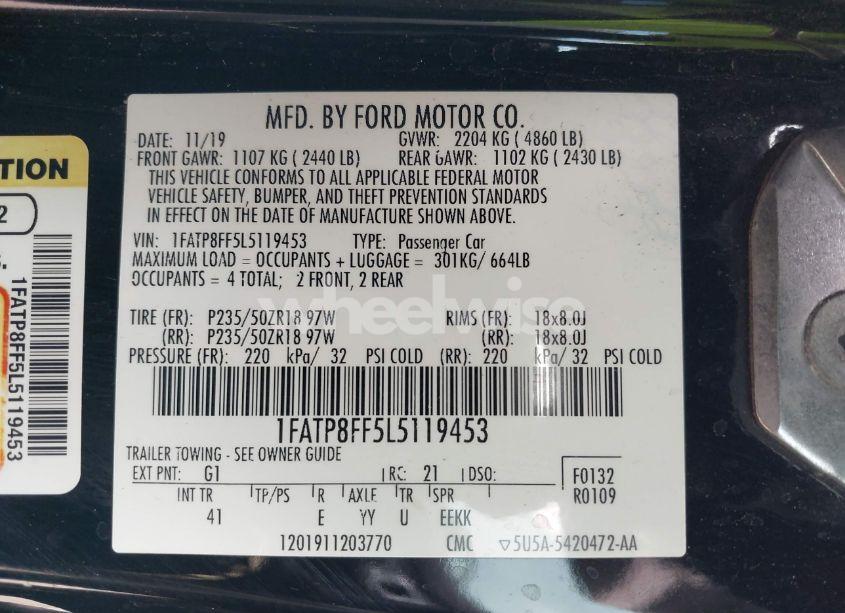 TION
2
S.
1FATP8FF5L5119453
MFD. BY FORD MOTOR CO.
DATE: 11/19 GVWR: 2204 KG ( 4860 LB)
FRONT GAWR: 1107 KG ( 2440 LB) REAR GAWR: 1102 KG ( 2430 LB)
THIS VEHICLE CONFORMS TO ALL APPLICABLE FEDERAL MOTOR
VEHICLE SAFETY, BUMPER, AND THEFT PREVENTION STANDARDS
IN EFFECT ON THE DATE OF MANUFACTURE SHOWN ABOVE.
VIN: 1FATP8FF5L5119453 TYPE: Passenger Car
MAXIMUM LOAD = OCCUPANTS + LUGGAGE = 301KG/ 664LB
OCCUPANTS = 4 TOTAL; 2 FRONT, 2 REAR
wheelwise
TIRE (FR): P235/50ZR18 97W RIMS (FR): 18x8.0J
(RR): P235/50ZR18 97W (RR): 18x8.0J
PRESSURE (FR): 220 kPa/ 32 PSI COLD (RR): 220 kPa/ 32 PSI COLD
1FATP8FF5L5119453
TRAILER TOWING - SEE OWNER GUIDE
EXT PNT: G1 RC: 21 DSO: F0132
R0109
INT TR TP/PS R AXLE TR SPR
41 E YY U EEKK
1201911203770 CMC ▽5U5A-5420472-AA